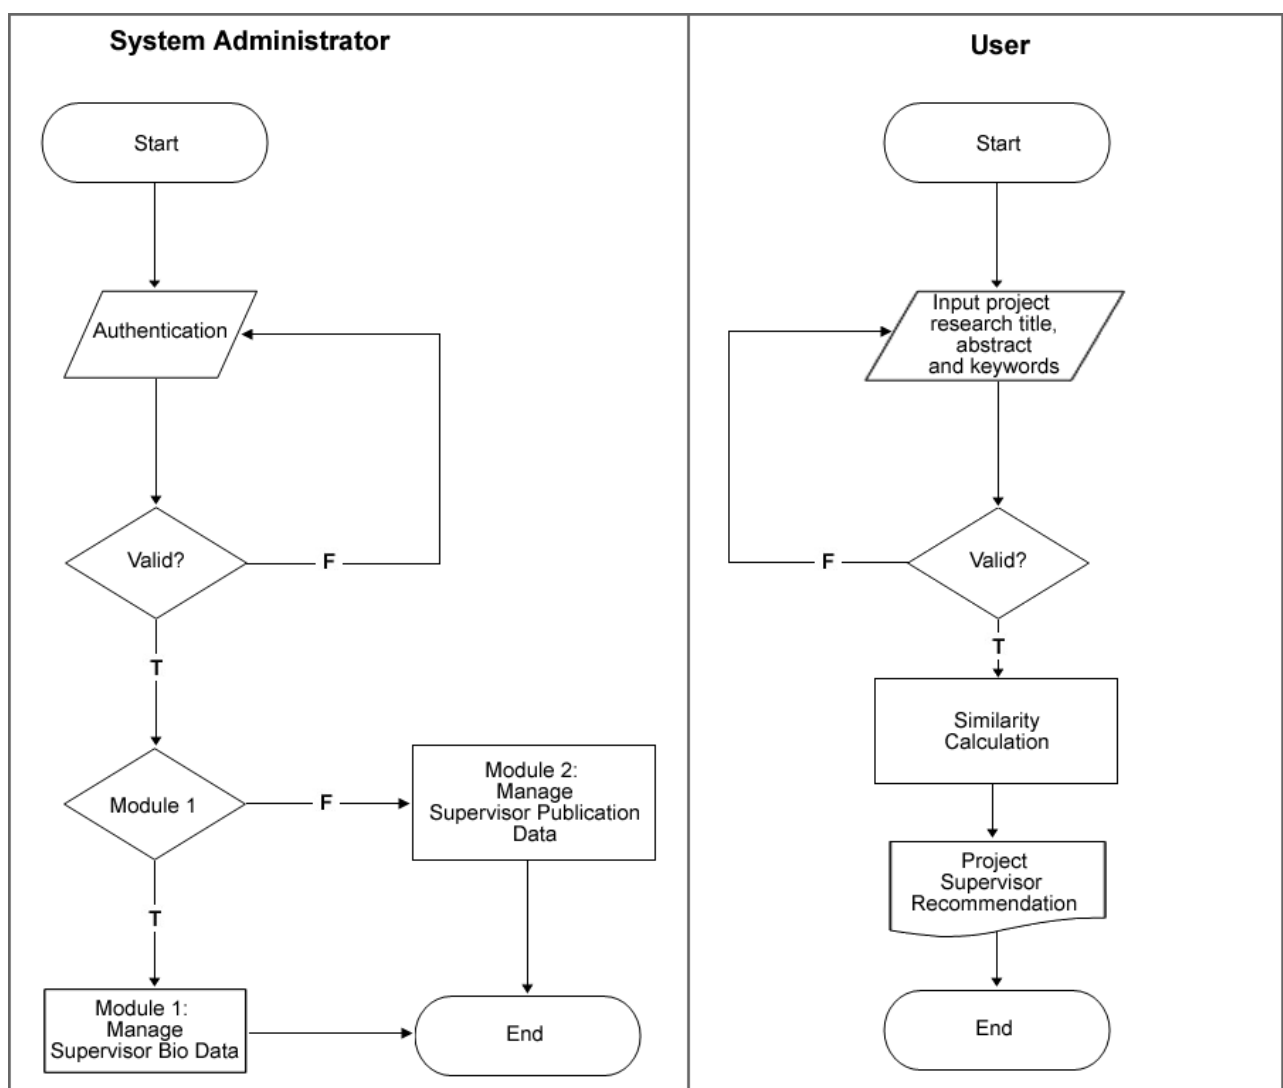 System Administrator
Start
Authentication
Valid?
F
T
Module 1
F
Module 2:
Manage
Supervisor Publication
Data
T
Module 1:
Manage
Supervisor Bio Data
End
User
Start
Input project
research title,
abstract
and keywords
Valid?
F
T
Similarity
Calculation
Project
Supervisor
Recommendation
End